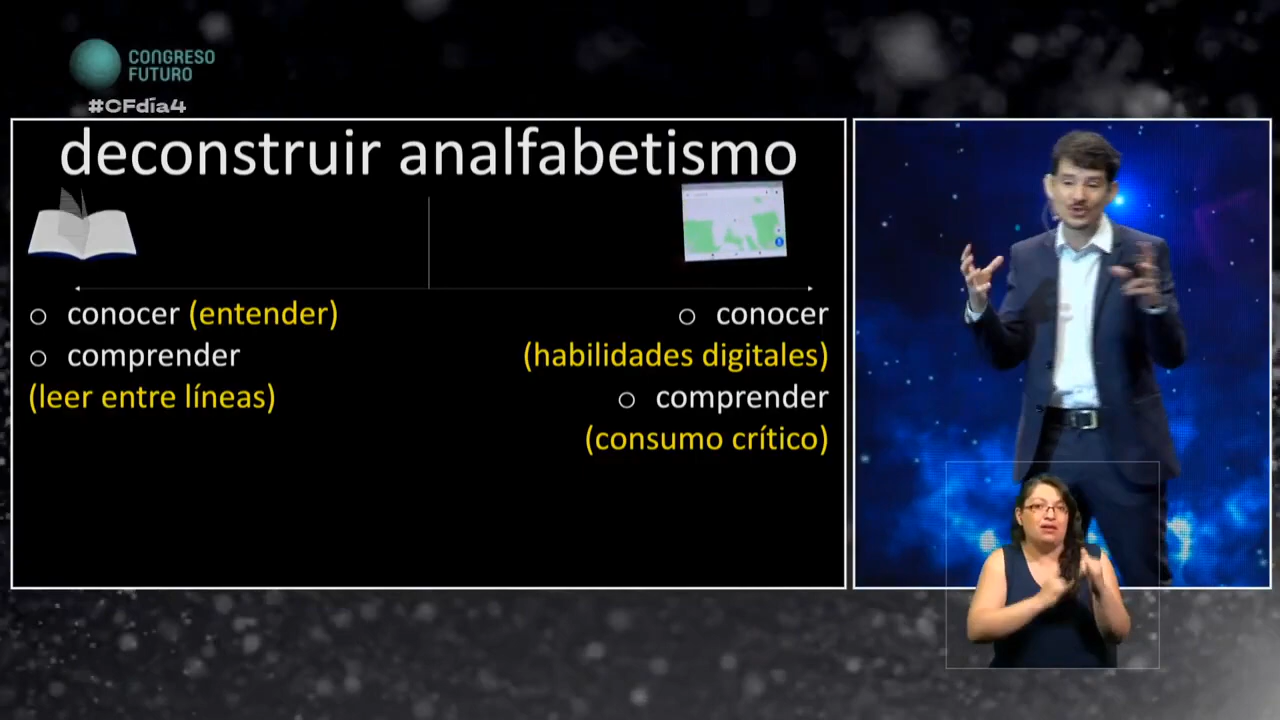 CONGRESO
FUTURO
#CFdía4
deconstruir analfabetismo
o conocer (entender)
o comprender
(leer entre líneas)
o conocer
(habilidades digitales)
o comprender
(consumo crítico)